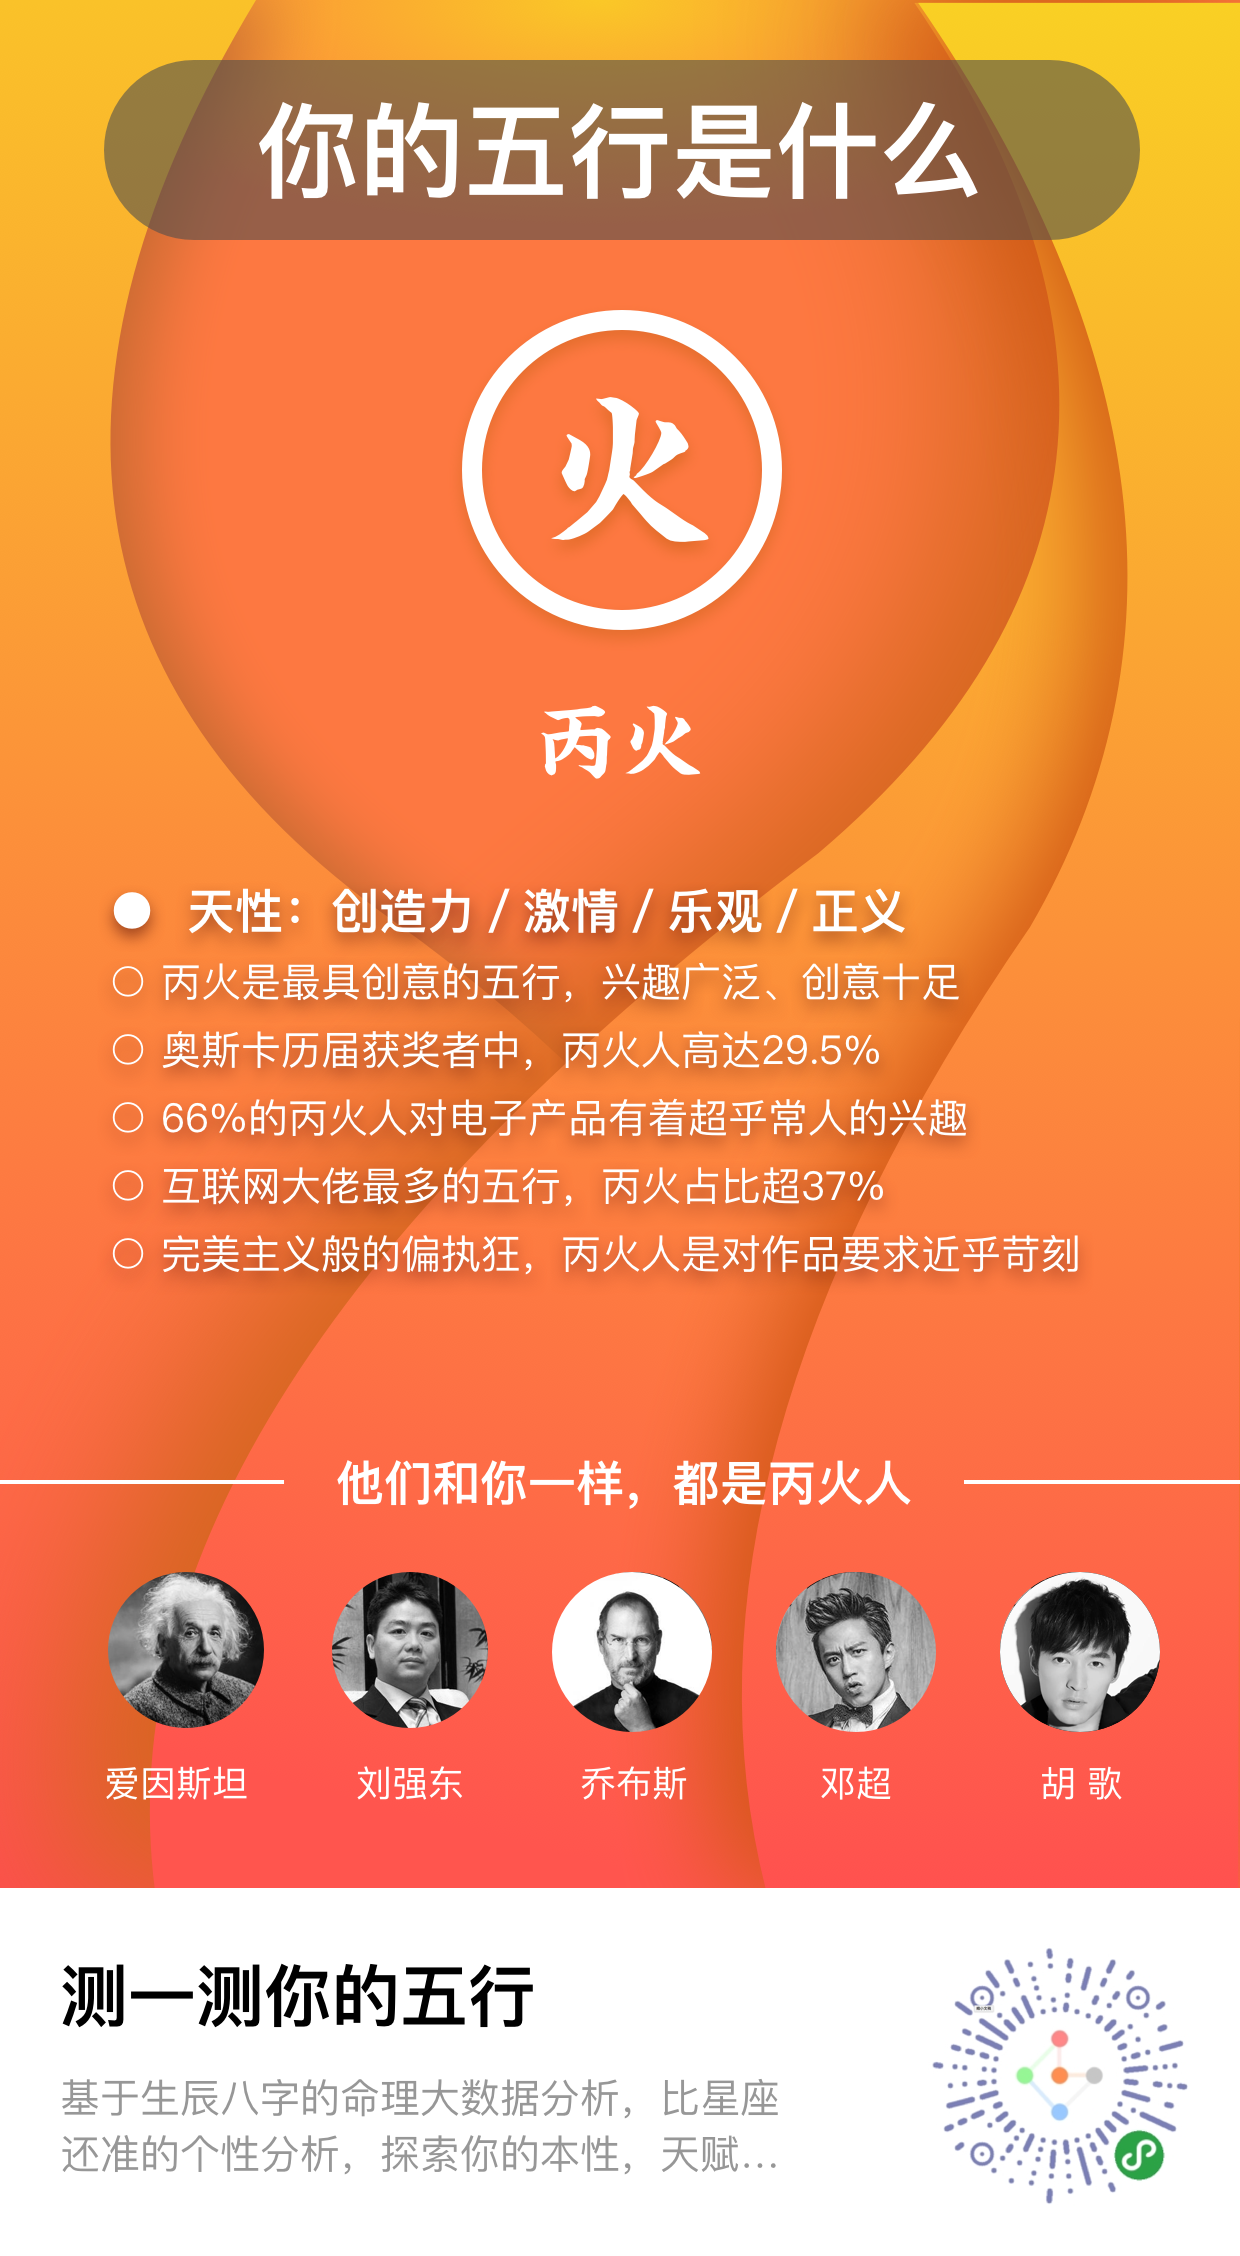 你的五行是什么
火
丙火
天性：创造力 / 激情 / 乐观 / 正义
丙火是最具创意的五行，兴趣广泛、创意十足
奥斯卡历届获奖者中，丙火人高达29.5%
66%的丙火人对电子产品有着超乎常人的兴趣
互联网大佬最多的五行，丙火占比超37%
完美主义般的偏执狂，丙火人是对作品要求近乎苛刻
他们和你一样，都是丙火人
爱因斯坦
刘强东
乔布斯
邓超
胡 歌
测一测你的五行
基于生辰八字的命理大数据分析，比星座
还准的个性分析，探索你的本性，天赋...